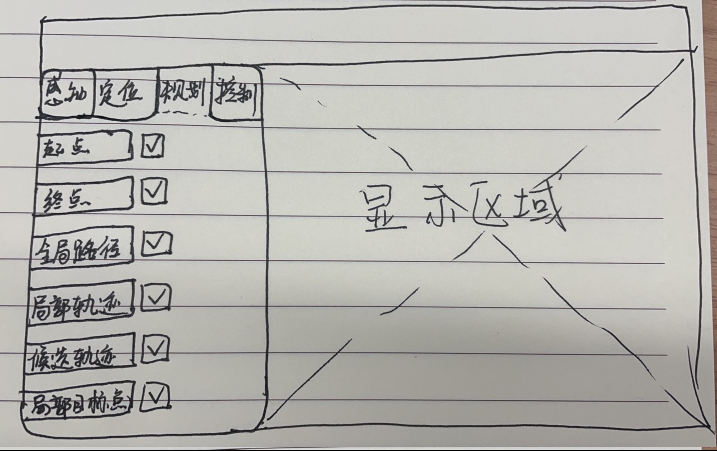 感知 定位 规划 控制
起点
终点
显示区域
全局路径
局部轨迹
候选轨迹
局部目标点